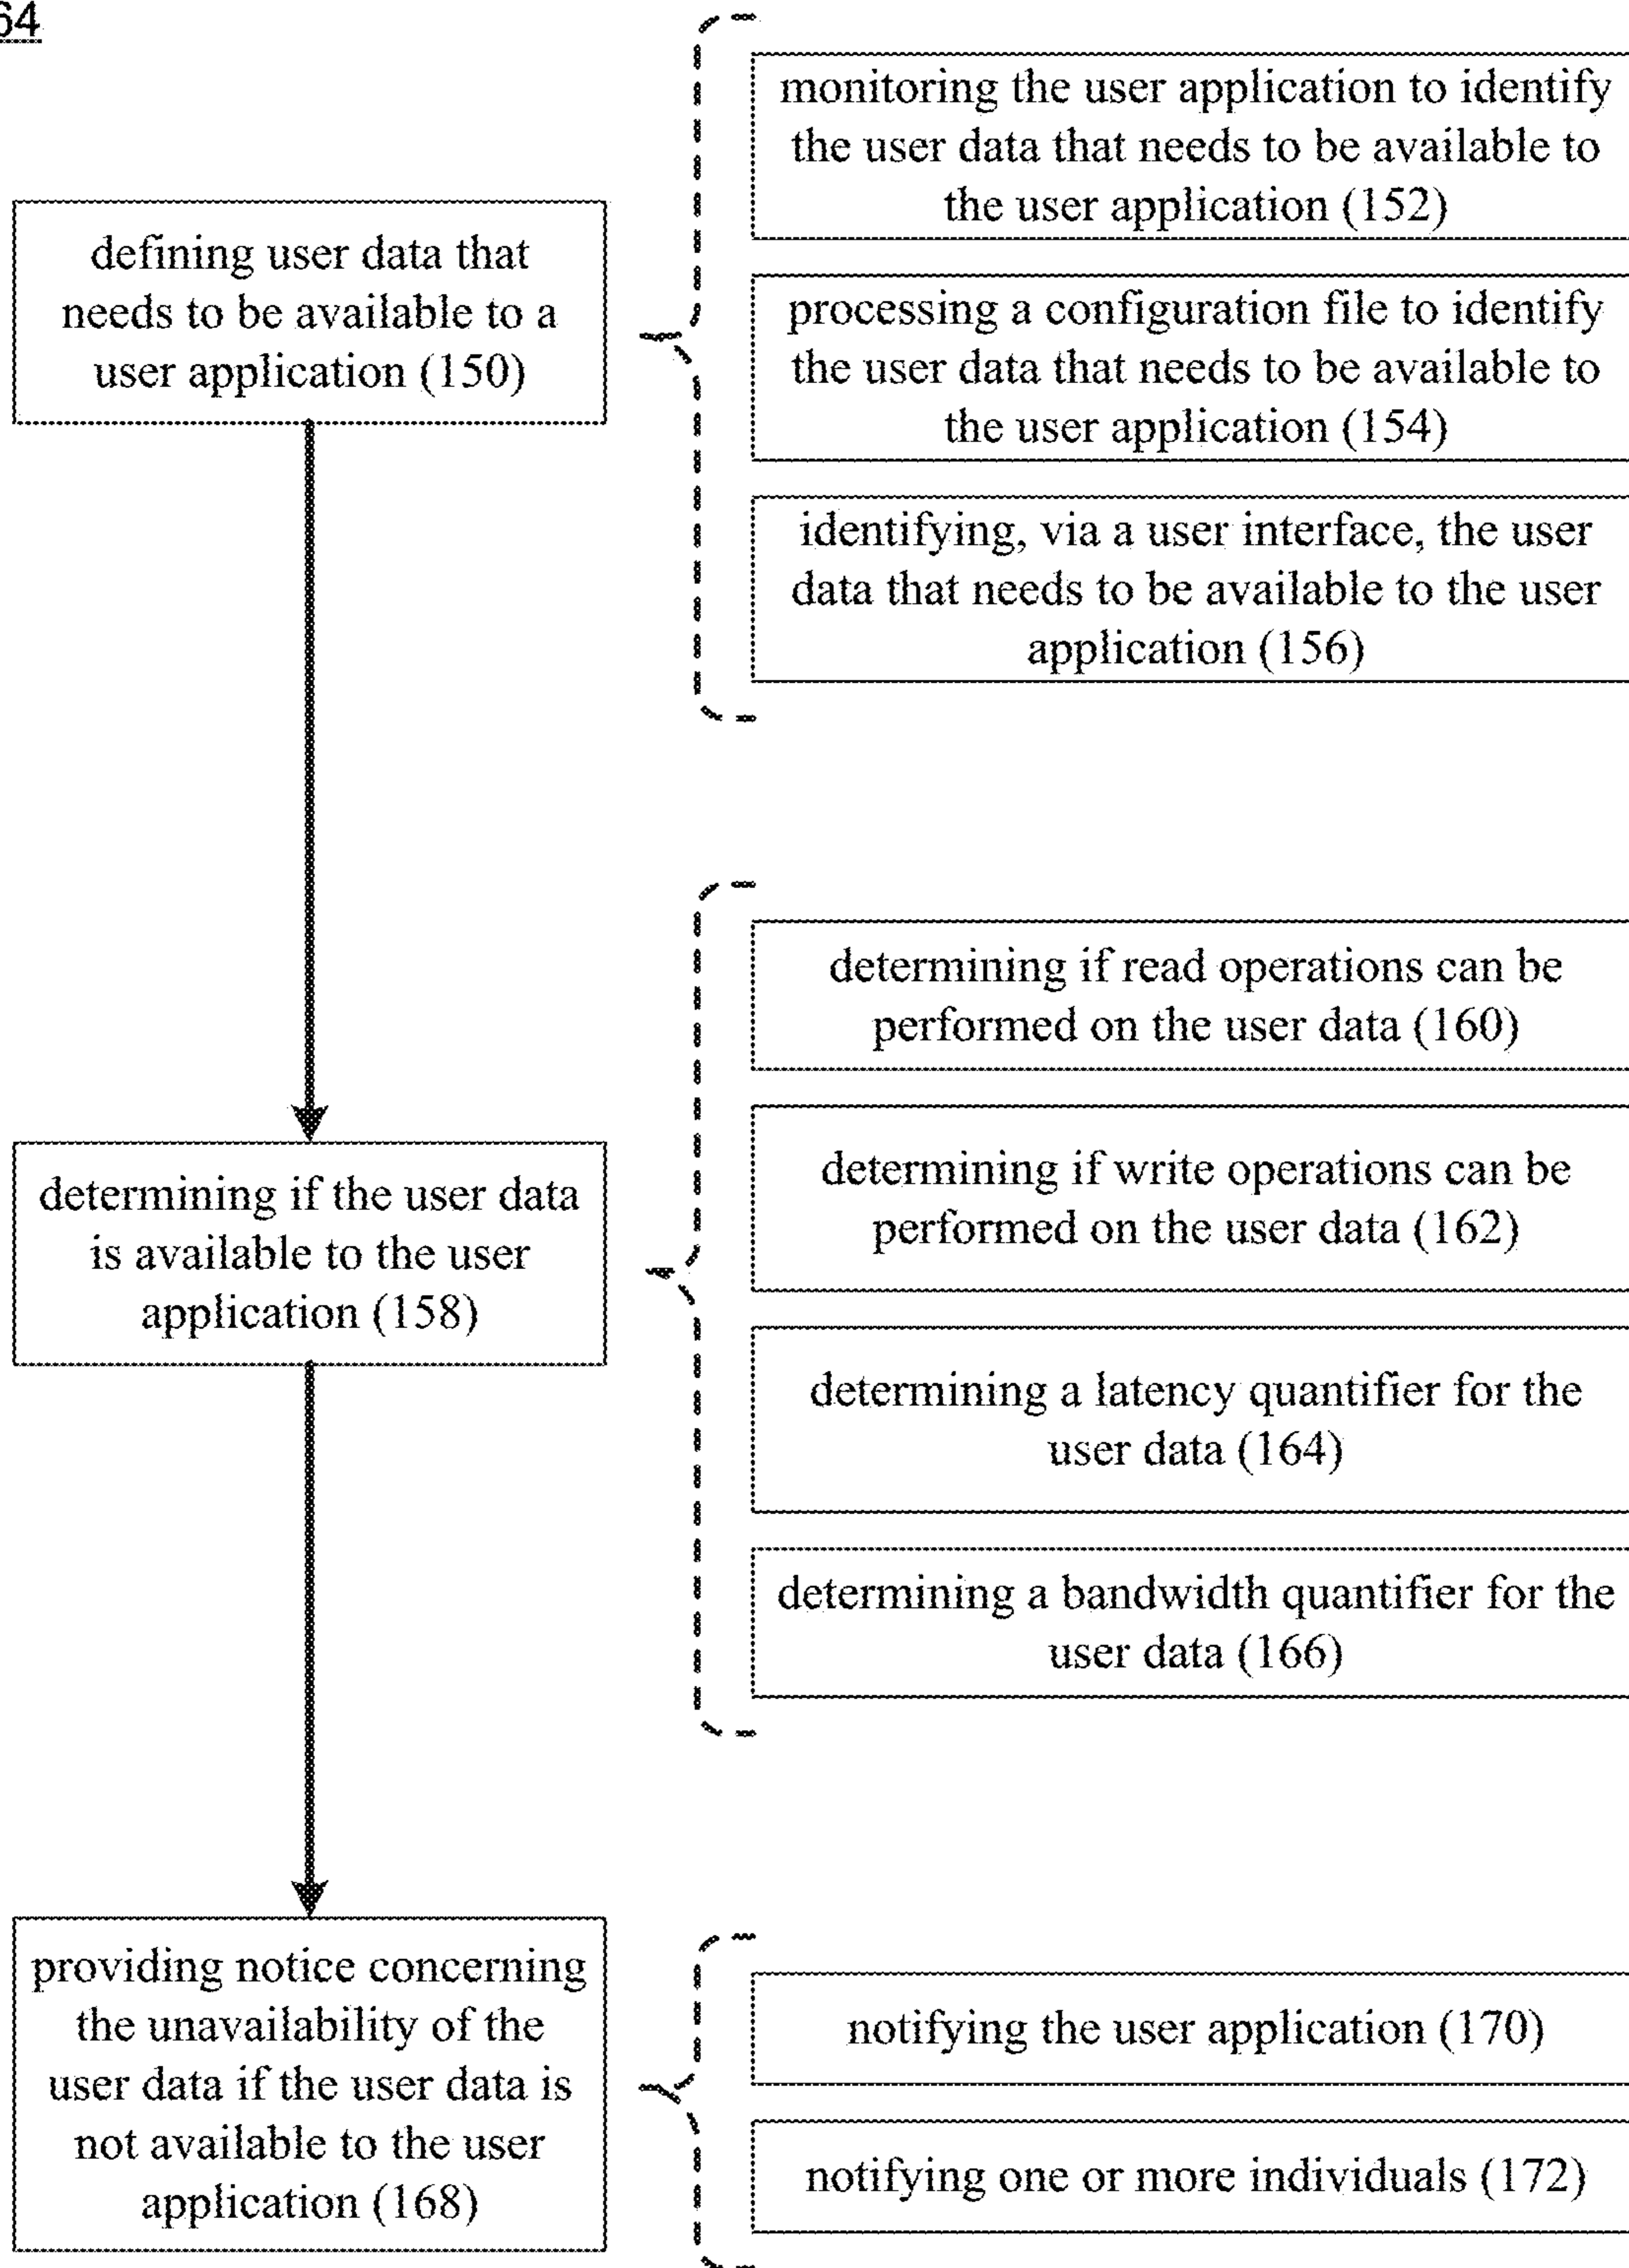 64
monitoring the user application to identify
the user data that needs to be available to
the user application (152)
defining user data that
needs to be available to a
user application (150)
processing a configuration file to identify
the user data that needs to be available to
the user application (154)
identifying, via a user interface, the user
data that needs to be available to the user
application (156)
determining if the user data
is available to the user
application (158)
determining if read operations can be
performed on the user data (160)
determining if write operations can be
performed on the user data (162)
determining a latency quantifier for the
user data (164)
determining a bandwidth quantifier for the
user data (166)
providing notice concerning
the unavailability of the
user data if the user data is
not available to the user
application (168)
notifying the user application (170)
notifying one or more individuals (172)